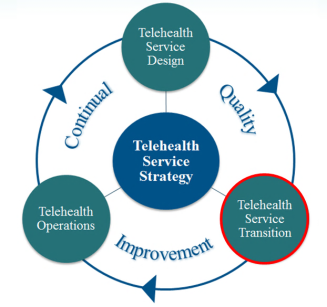 Telehealth
Service
Design
Continual
Quality
Telehealth
Service
Strategy
Telehealth
Operations
Telehealth
Service
Transition
Improvement